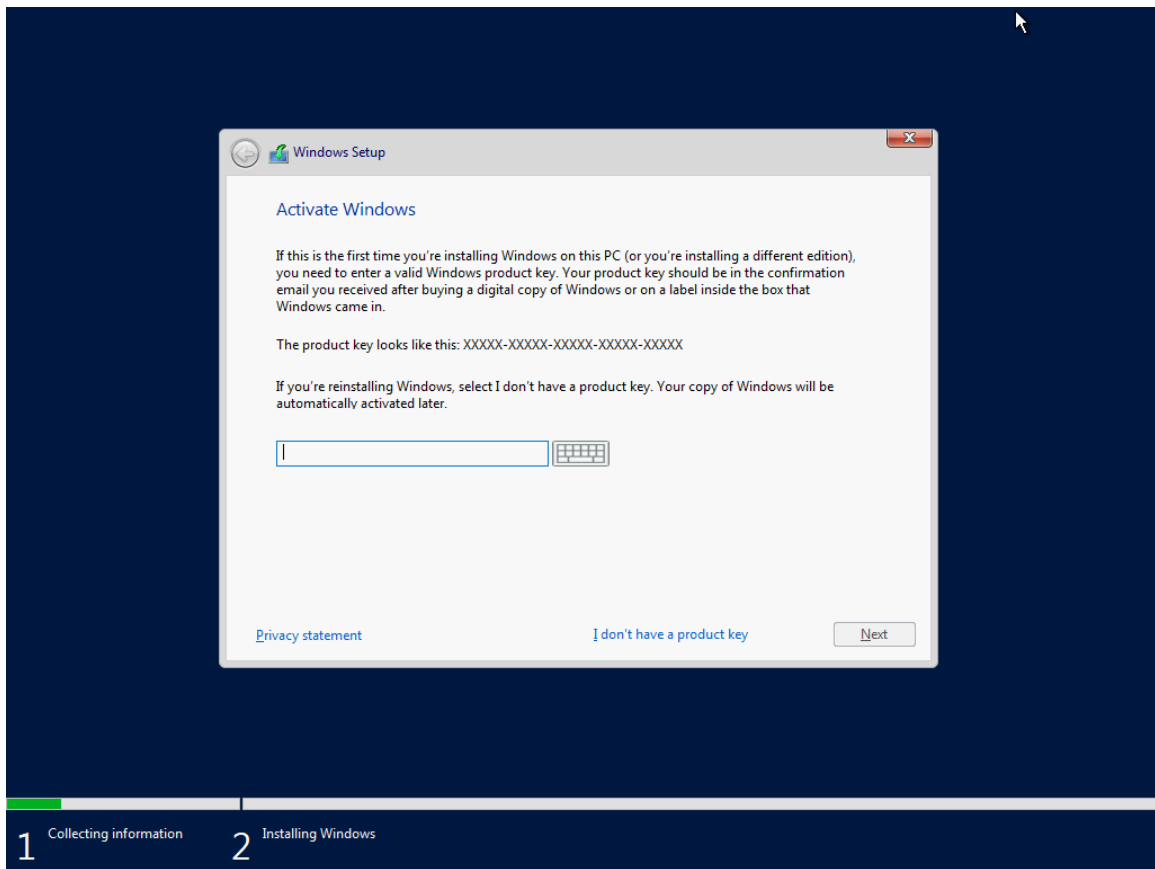 Windows Setup
Activate Windows
If this is the first time you're installing Windows on this PC (or you're installing a different edition),
you need to enter a valid Windows product key. Your product key should be in the confirmation
email you received after buying a digital copy of Windows or on a label inside the box that
Windows came in.
The product key looks like this: XXXXX-XXXXX-XXXXX-XXXXX-XXXXX
If you're reinstalling Windows, select I don't have a product key. Your copy of Windows will be
automatically activated later.
Privacy statement
I don't have a product key
Next
1 Collecting information
2 Installing Windows